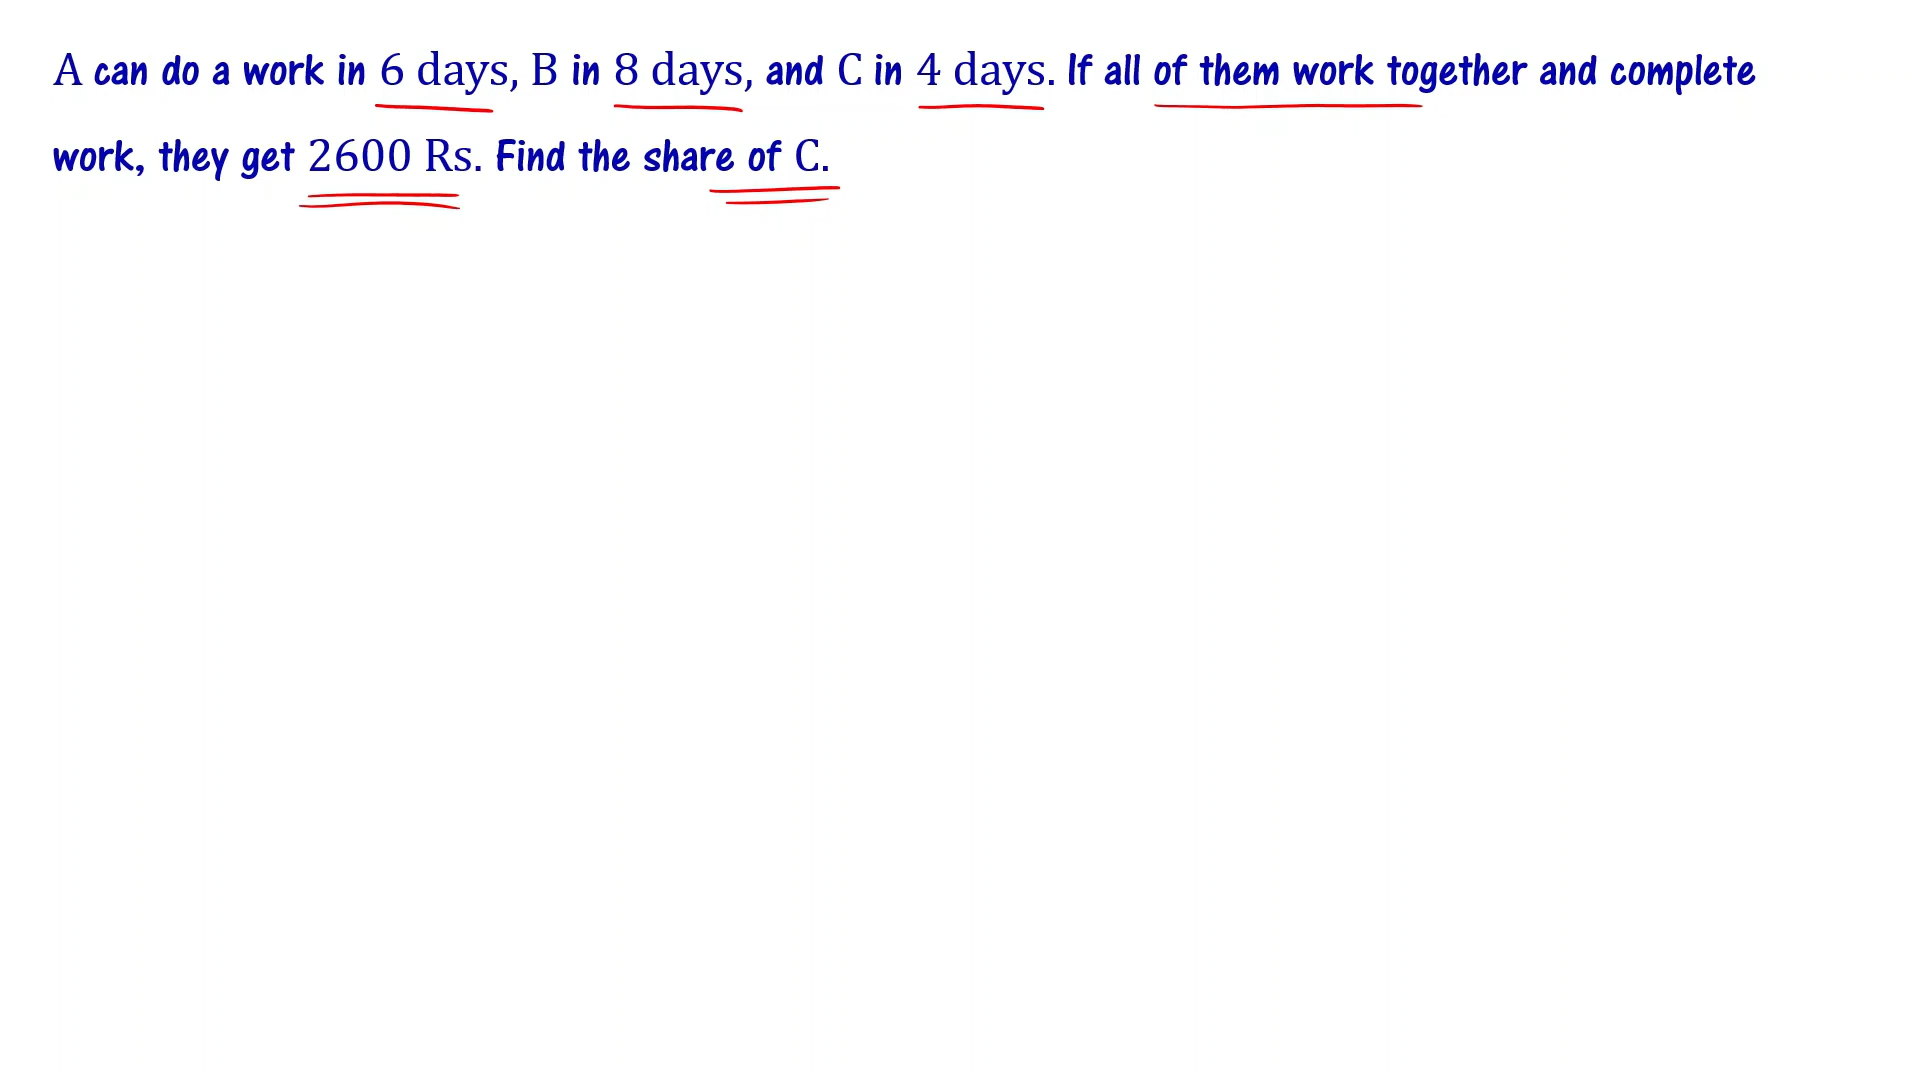 A can do a work in 6 days, B in 8 days, and C in 4 days. If all of them work together and complete
work, they get 2600 Rs. Find the share of C.